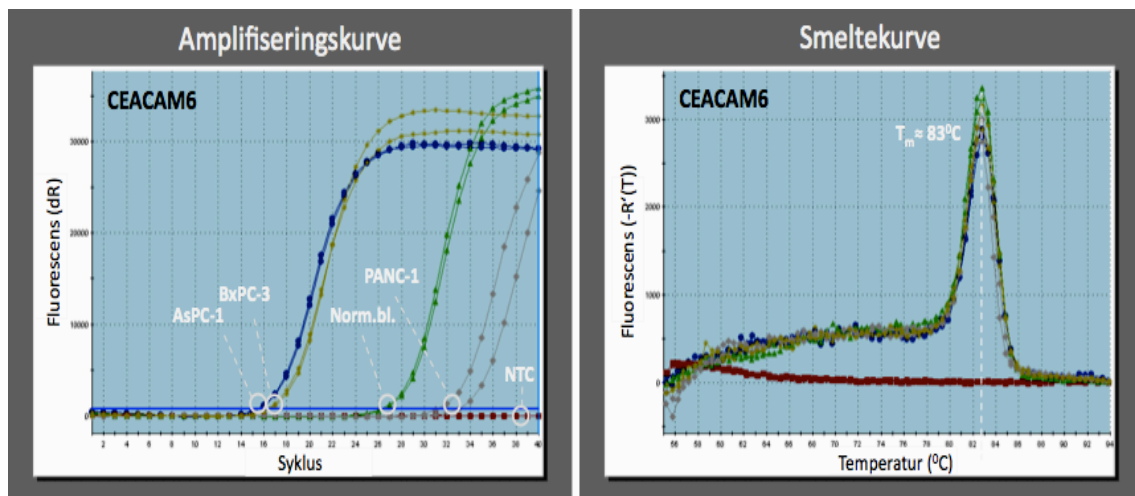 Amplifiseringskurve
CEACAM6
Fluorescens (dR)
30000
20000
10000
0
AsPC-1
BxPC-3
Norm.bl.
PANC-1
NTC
2 4 6 8 10 12 14 16 18 20 22 24 26 28 30 32 34 36 38 40
Syklus
Smeltekurve
CEACAM6
Tm≈ 83⁰C
Fluorescens (-R'(T))
3000
2000
1000
0
56 58 60 62 64 66 68 70 72 74 76 78 80 82 84 86 88 90 92 94
Temperatur (⁰C)